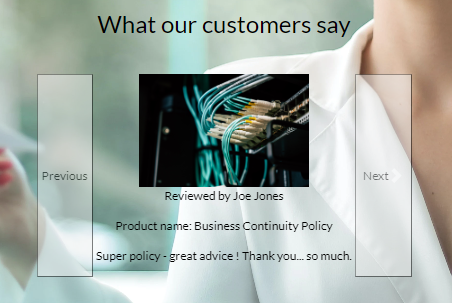 What our customers say
Previous
Next
Reviewed by Joe Jones
Product name: Business Continuity Policy
Super policy - great advice ! Thank you... so much.